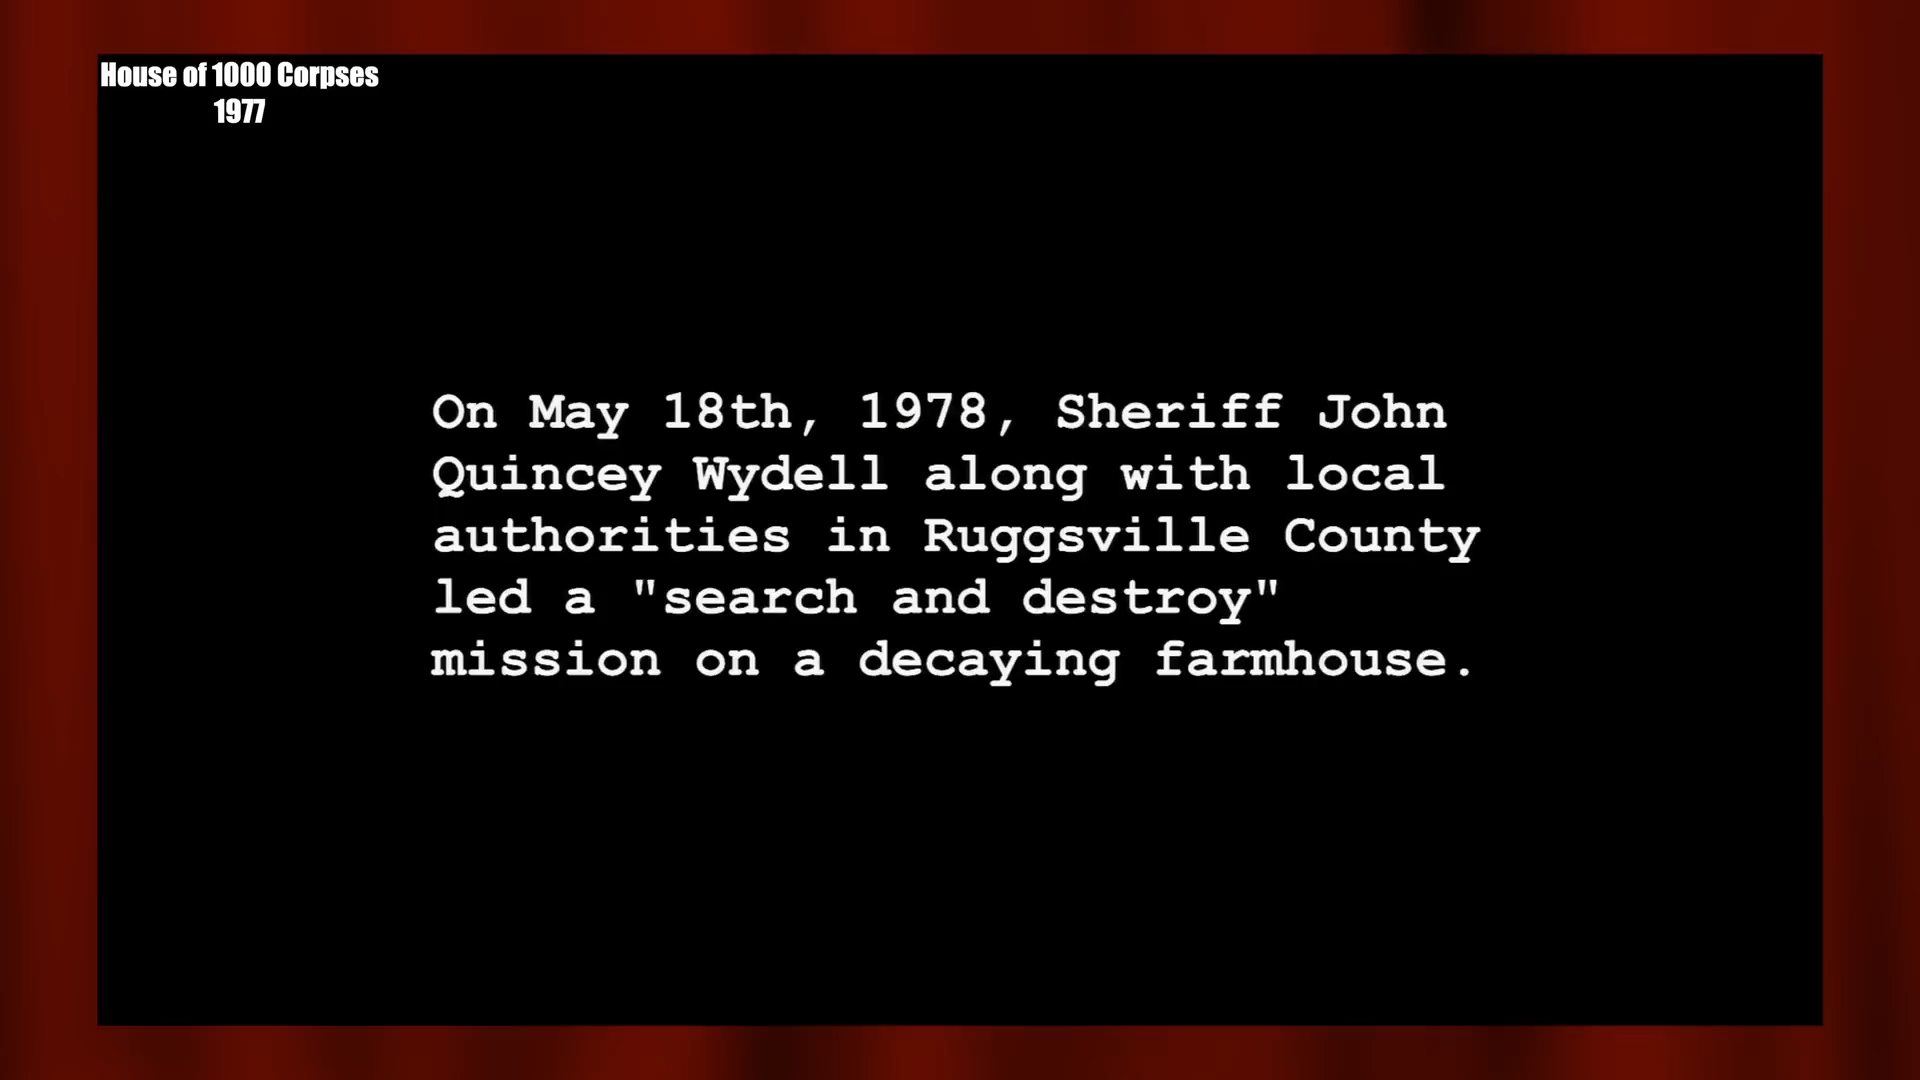 House of 1000 Corpses
1977
On May 18th, 1978, Sheriff John
Quincey Wydell along with local
authorities in Ruggsville County
led a "search and destroy"
mission on a decaying farmhouse.